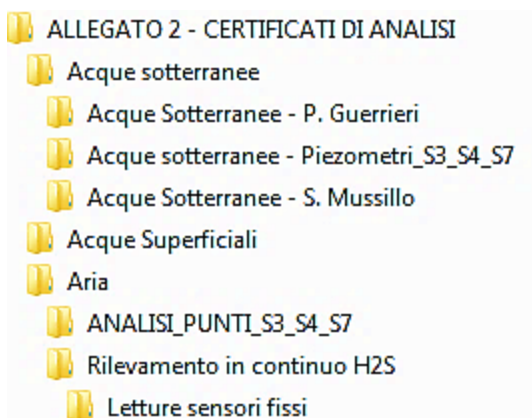 ALLEGATO 2 - CERTIFICATI DI ANALISI
Acque sotterranee
Acque Sotterranee - P. Guerrieri
Acque sotterranee - Piezometri_S3_S4_S7
Acque Sotterranee - S. Mussillo
Acque Superficiali
Aria
ANALISI_PUNTI_S3_S4_S7
Rilevamento in continuo H2S
Letture sensori fissi